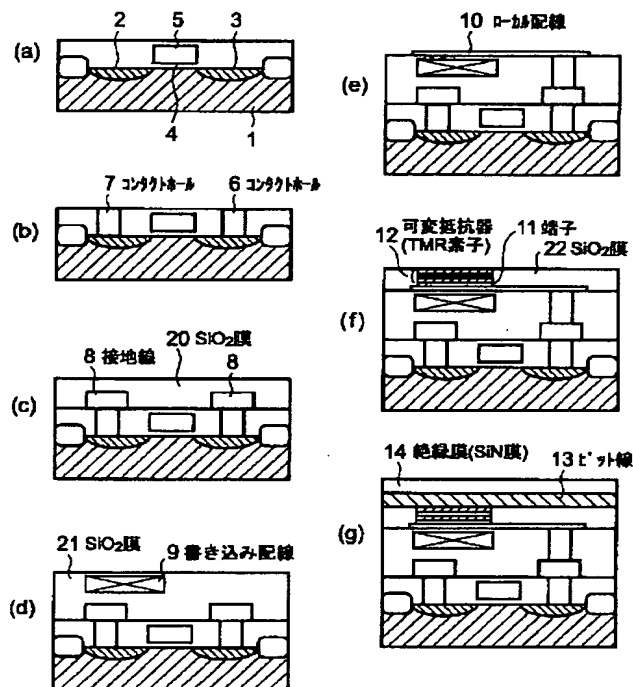 (a)
2
5
3
4
1
(b)
7 コンタクトホール
6 コンタクトホール
(c)
20 SiO₂膜
8 接地線
8
(d)
21 SiO₂膜
9 書き込み配線
(e)
10 ローカル配線
(f)
12 可変抵抗器
(TMR素子)
11 端子
22 SiO₂膜
(g)
14 絶縁膜(SiN膜)
13 ビット線